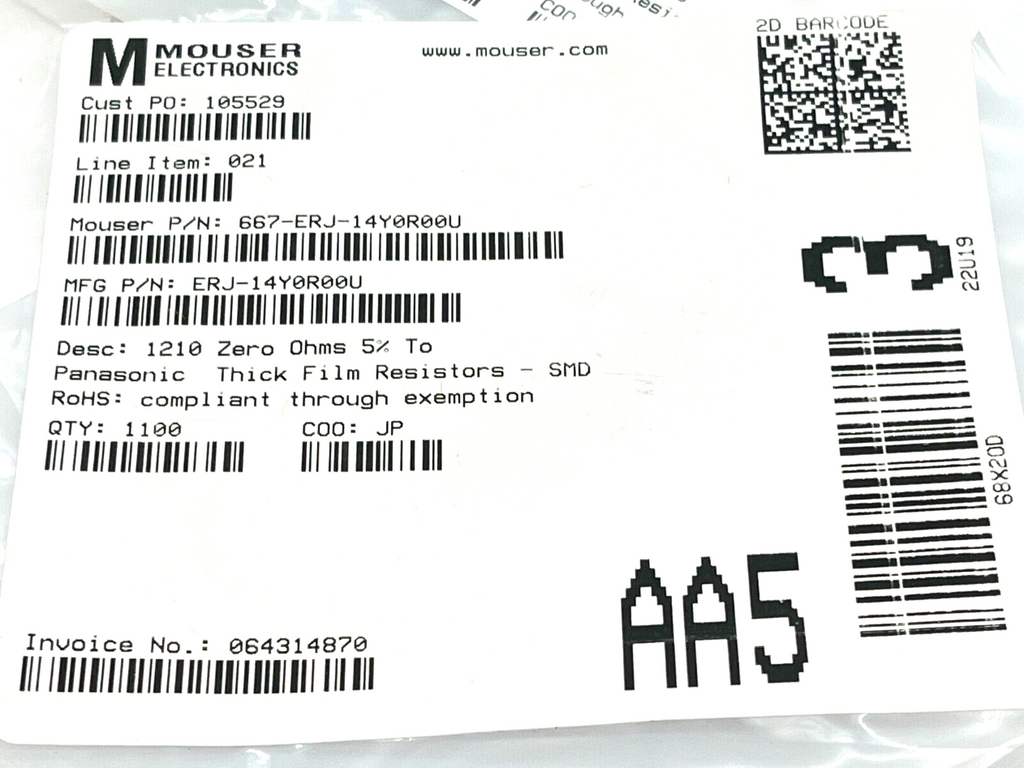 COO
MOUSER
ELECTRONICS
www.mouser.com
2D BARCODE
Cust PO: 105529
Line Item: 021
Mouser P/N: 667-ERJ-14Y0R00U
MFG P/N: ERJ-14Y0R00U
Desc: 1210 Zero Ohms 5% To
Panasonic Thick Film Resistors - SMD
RoHS: compliant through exemption
QTY: 1100 COO: JP
Invoice No.: 064314870
3
22U19
68X20D
AA5